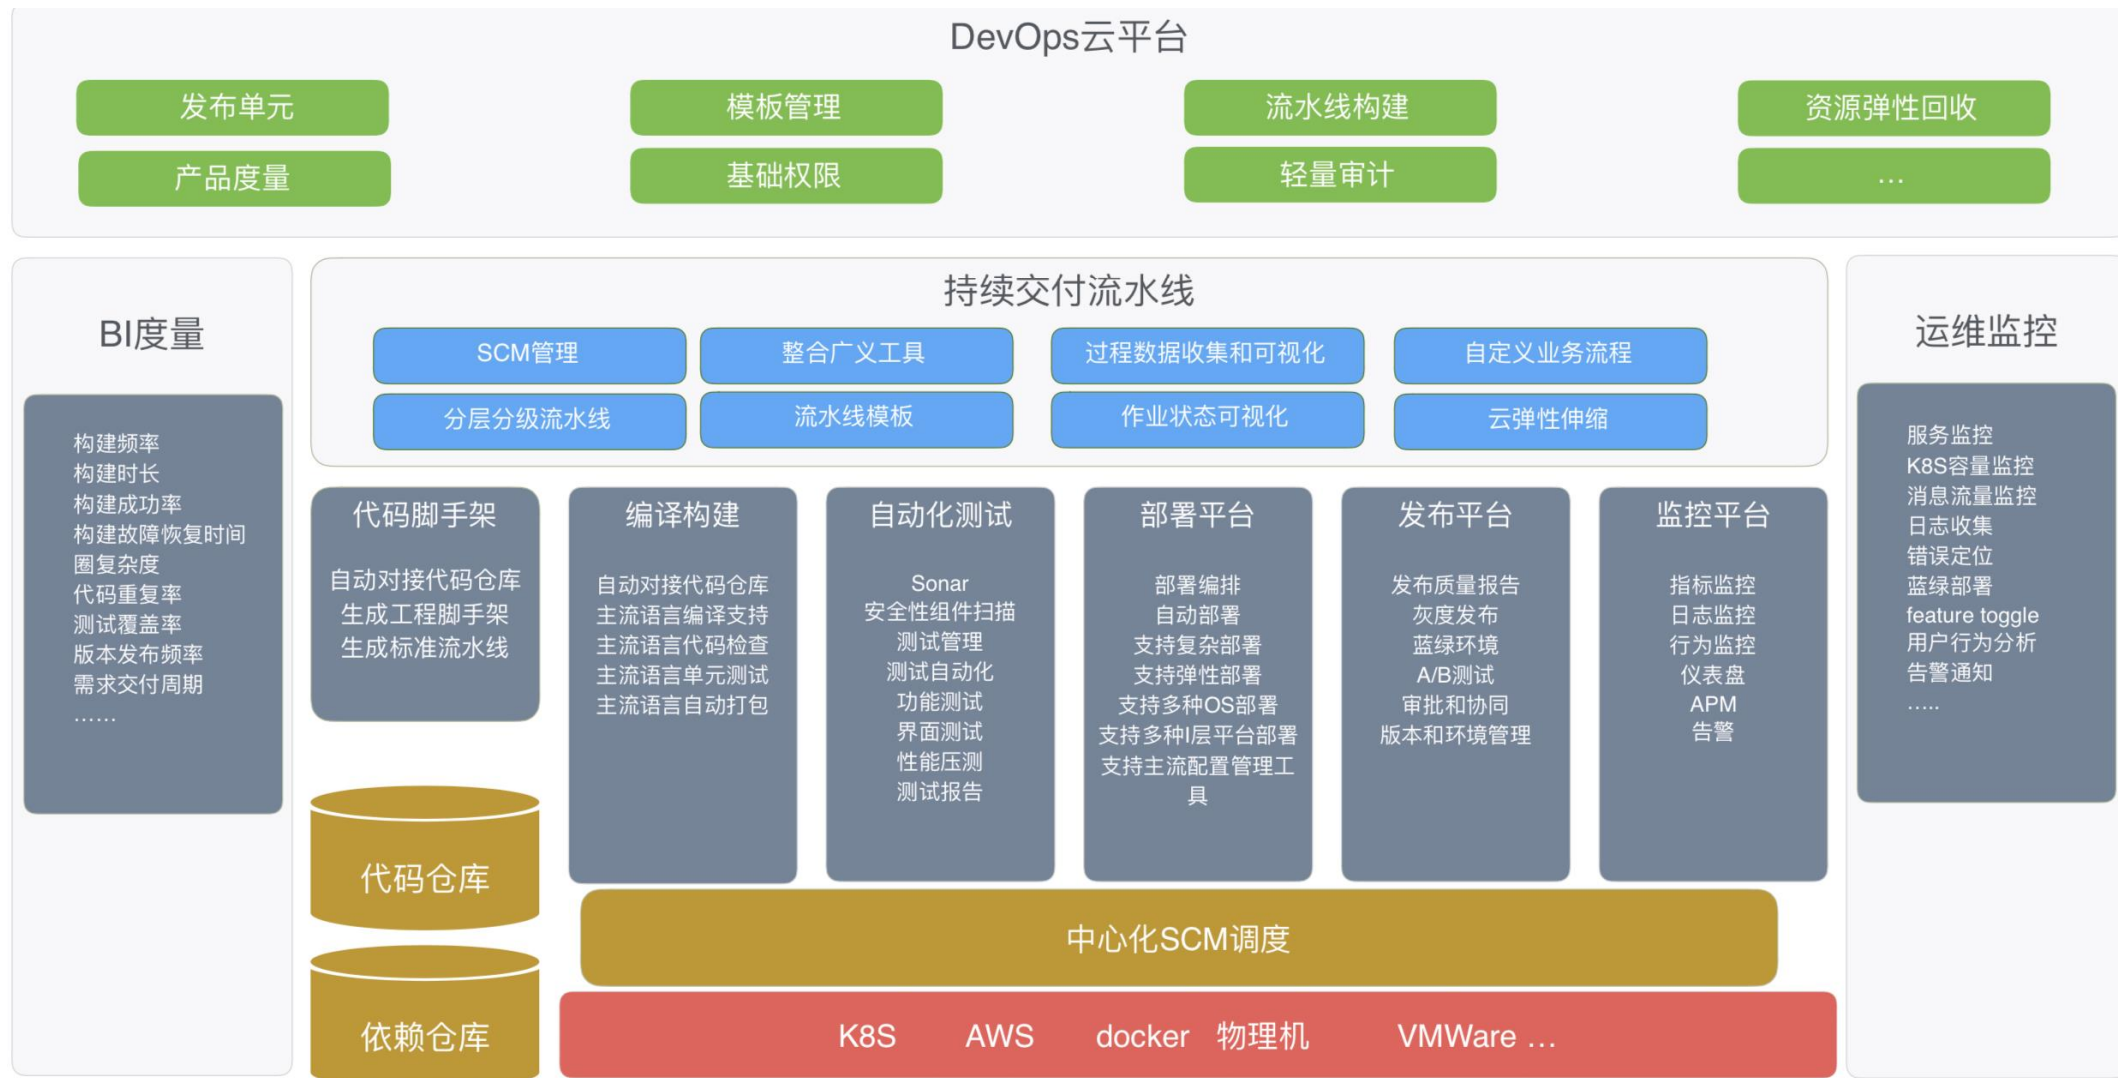 DevOps云平台
发布单元
模板管理
流水线构建
资源弹性回收
产品度量
基础权限
轻量审计
…
BI度量
构建频率
构建时长
构建成功率
构建故障恢复时间
圈复杂度
代码重复率
测试覆盖率
版本发布频率
需求交付周期
……
持续交付流水线
SCM管理
整合广义工具
过程数据收集和可视化
自定义业务流程
分层分级流水线
流水线模板
作业状态可视化
云弹性伸缩
代码脚手架
自动对接代码仓库
生成工程脚手架
生成标准流水线
编译构建
自动对接代码仓库
主流语言编译支持
主流语言代码检查
主流语言单元测试
主流语言自动打包
自动化测试
Sonar
安全性组件扫描
测试管理
测试自动化
功能测试
界面测试
性能压测
测试报告
部署平台
部署编排
自动部署
支持复杂部署
支持弹性部署
支持多种OS部署
支持多种I层平台部署
支持主流配置管理工
具
发布平台
发布质量报告
灰度发布
蓝绿环境
A/B测试
审批和协同
版本和环境管理
监控平台
指标监控
日志监控
行为监控
仪表盘
APM
告警
运维监控
服务监控
K8S容量监控
消息流量监控
日志收集
错误定位
蓝绿部署
feature toggle
用户行为分析
告警通知
…..
代码仓库
依赖仓库
中心化SCM调度
K8S AWS docker 物理机 VMWare …